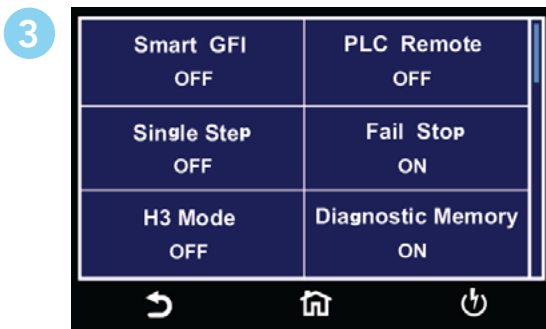 3
Smart GFI
OFF
PLC Remote
OFF
Single Step
OFF
Fail Stop
ON
H3 Mode
OFF
Diagnostic Memory
ON